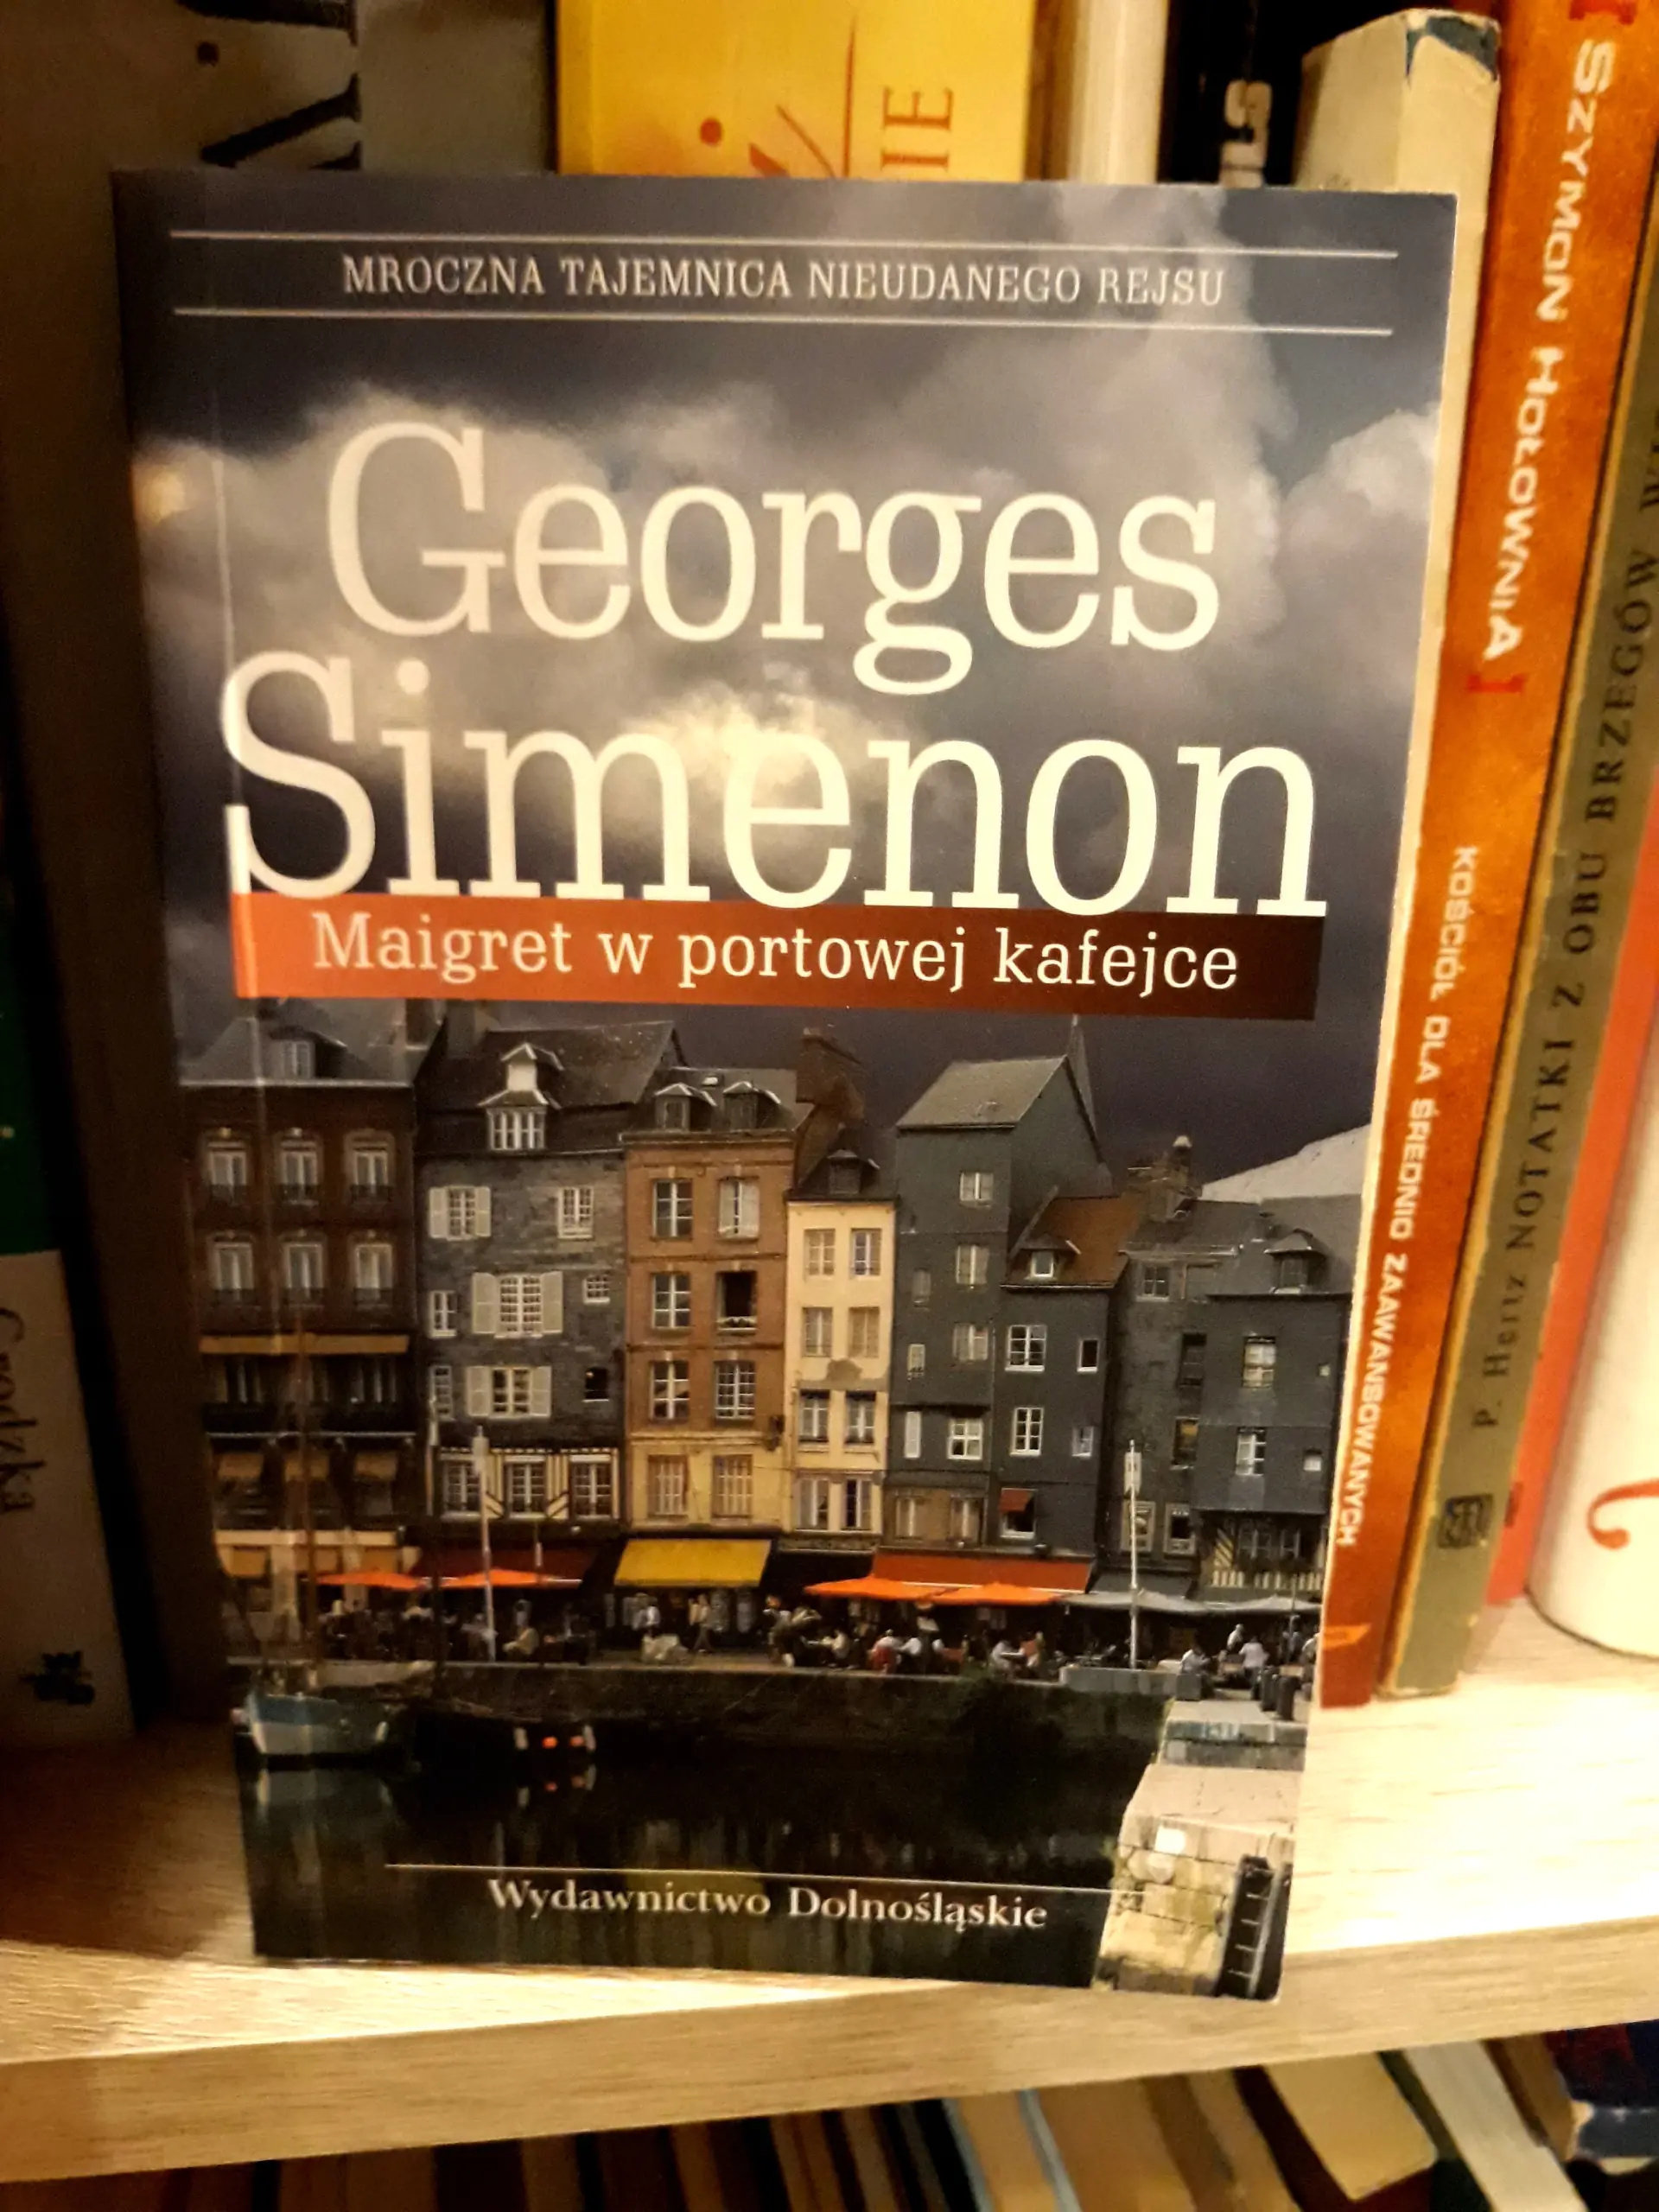 MROCZNA TAJEMNICA NIEUDANEGO REJSU
Georges
Simenon
Maigret w portowej kafejce
Wydawnictwo Dolnośląskie
[SZYMON HOŁOWNIA]
KOŚCIÓŁ DLA ŚREDNIO ZAAWANSOWANYCH
P. Hertz NOTATKI Z OBU BRZEGÓW